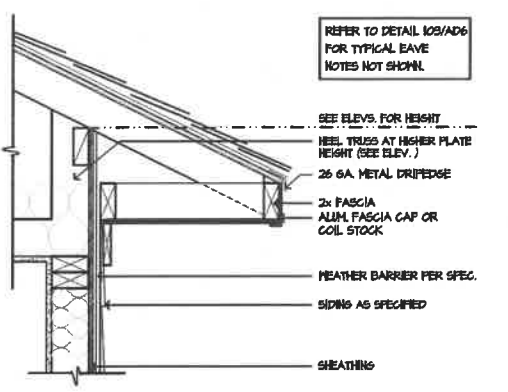 REFER TO DETAIL 103/AD6
FOR TYPICAL EAVE
NOTES NOT SHOWN.
SEE ELEVS. FOR HEIGHT
HEEL TRUSS AT HIGHER PLATE
HEIGHT (SEE ELEV. )
26 GA. METAL DRIPEDGE
2x FASCIA
ALUM. FASCIA CAP OR
COIL STOCK
WEATHER BARRIER PER SPEC.
SIDING AS SPECIFIED
SHEATHING